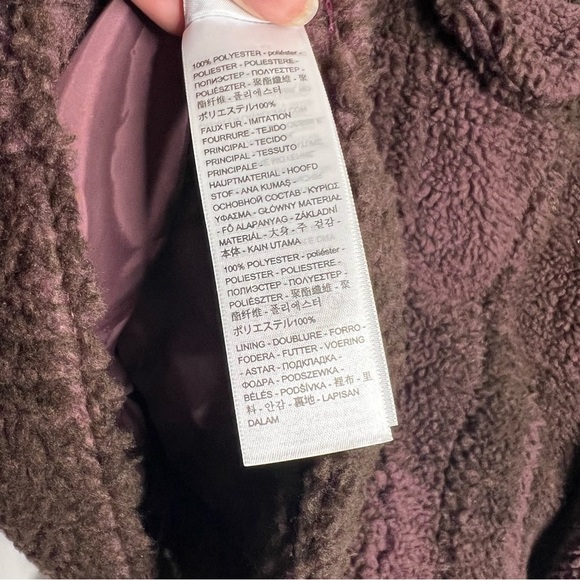 100% POLYESTER - poliéster -
POLIESTER - POLIESTERE -
ПОЛИЭСТЕР - ΠΟΛΥΕΣΤΕΡ -
POLIÉSZTER - 聚酯纖維 - 聚
酯纤维 - 폴리에스터
ポリエステル100%
FAUX FUR - IMITATION
FOURRURE - TEJIDO
PRINCIPAL - TECIDO
PRINCIPAL - TESSUTO
PRINCIPALE -
HAUPTMATERIAL - HOOFD
STOF - ANA KUMAŞ -
ОСНОВНОЙ СОСТАВ - ΚΥΡΙΩΣ
ΥΦΑΣΜΑ - GŁÓWNY MATERIAŁ
- FŐ ALAPANYAG - ZÁKLADNÍ
MATERIÁL - 大身 - 主 - 겉감 -
本体 - KAIN UTAMA
100% POLYESTER - poliéster -
POLIESTER - POLIESTERE -
ПОЛИЭСТЕР - ΠΟΛΥΕΣΤΕΡ -
POLIÉSZTER - 聚酯纖維 - 聚
酯纤维 - 폴리에스터
ポリエステル100%
LINING - DOUBLURE - FORRO -
FODERA - FUTTER - VOERING
- ASTAR - ПОДКЛАДКА -
ΦΟΔΡΑ - PODSZEWKA -
BÉLÉS - PODŠÍVKA - 裡布 - 里
料 - 안감 - 裏地 - LAPISAN
DALAM